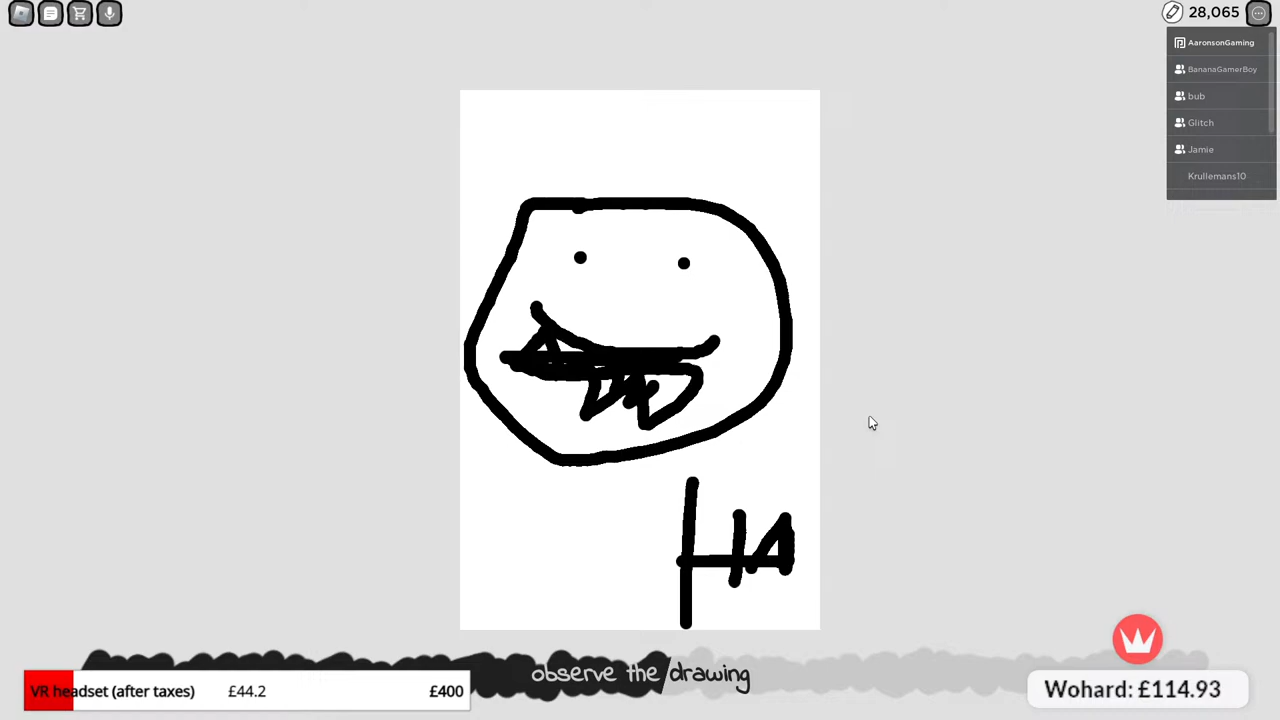 28,065
AaronsonGaming
BananaGamerBoy
bub
Glitch
Jamie
Krullemans10
HA
observe the drawing
VR headset (after taxes) £44.2 £400
Wohard: £114.93